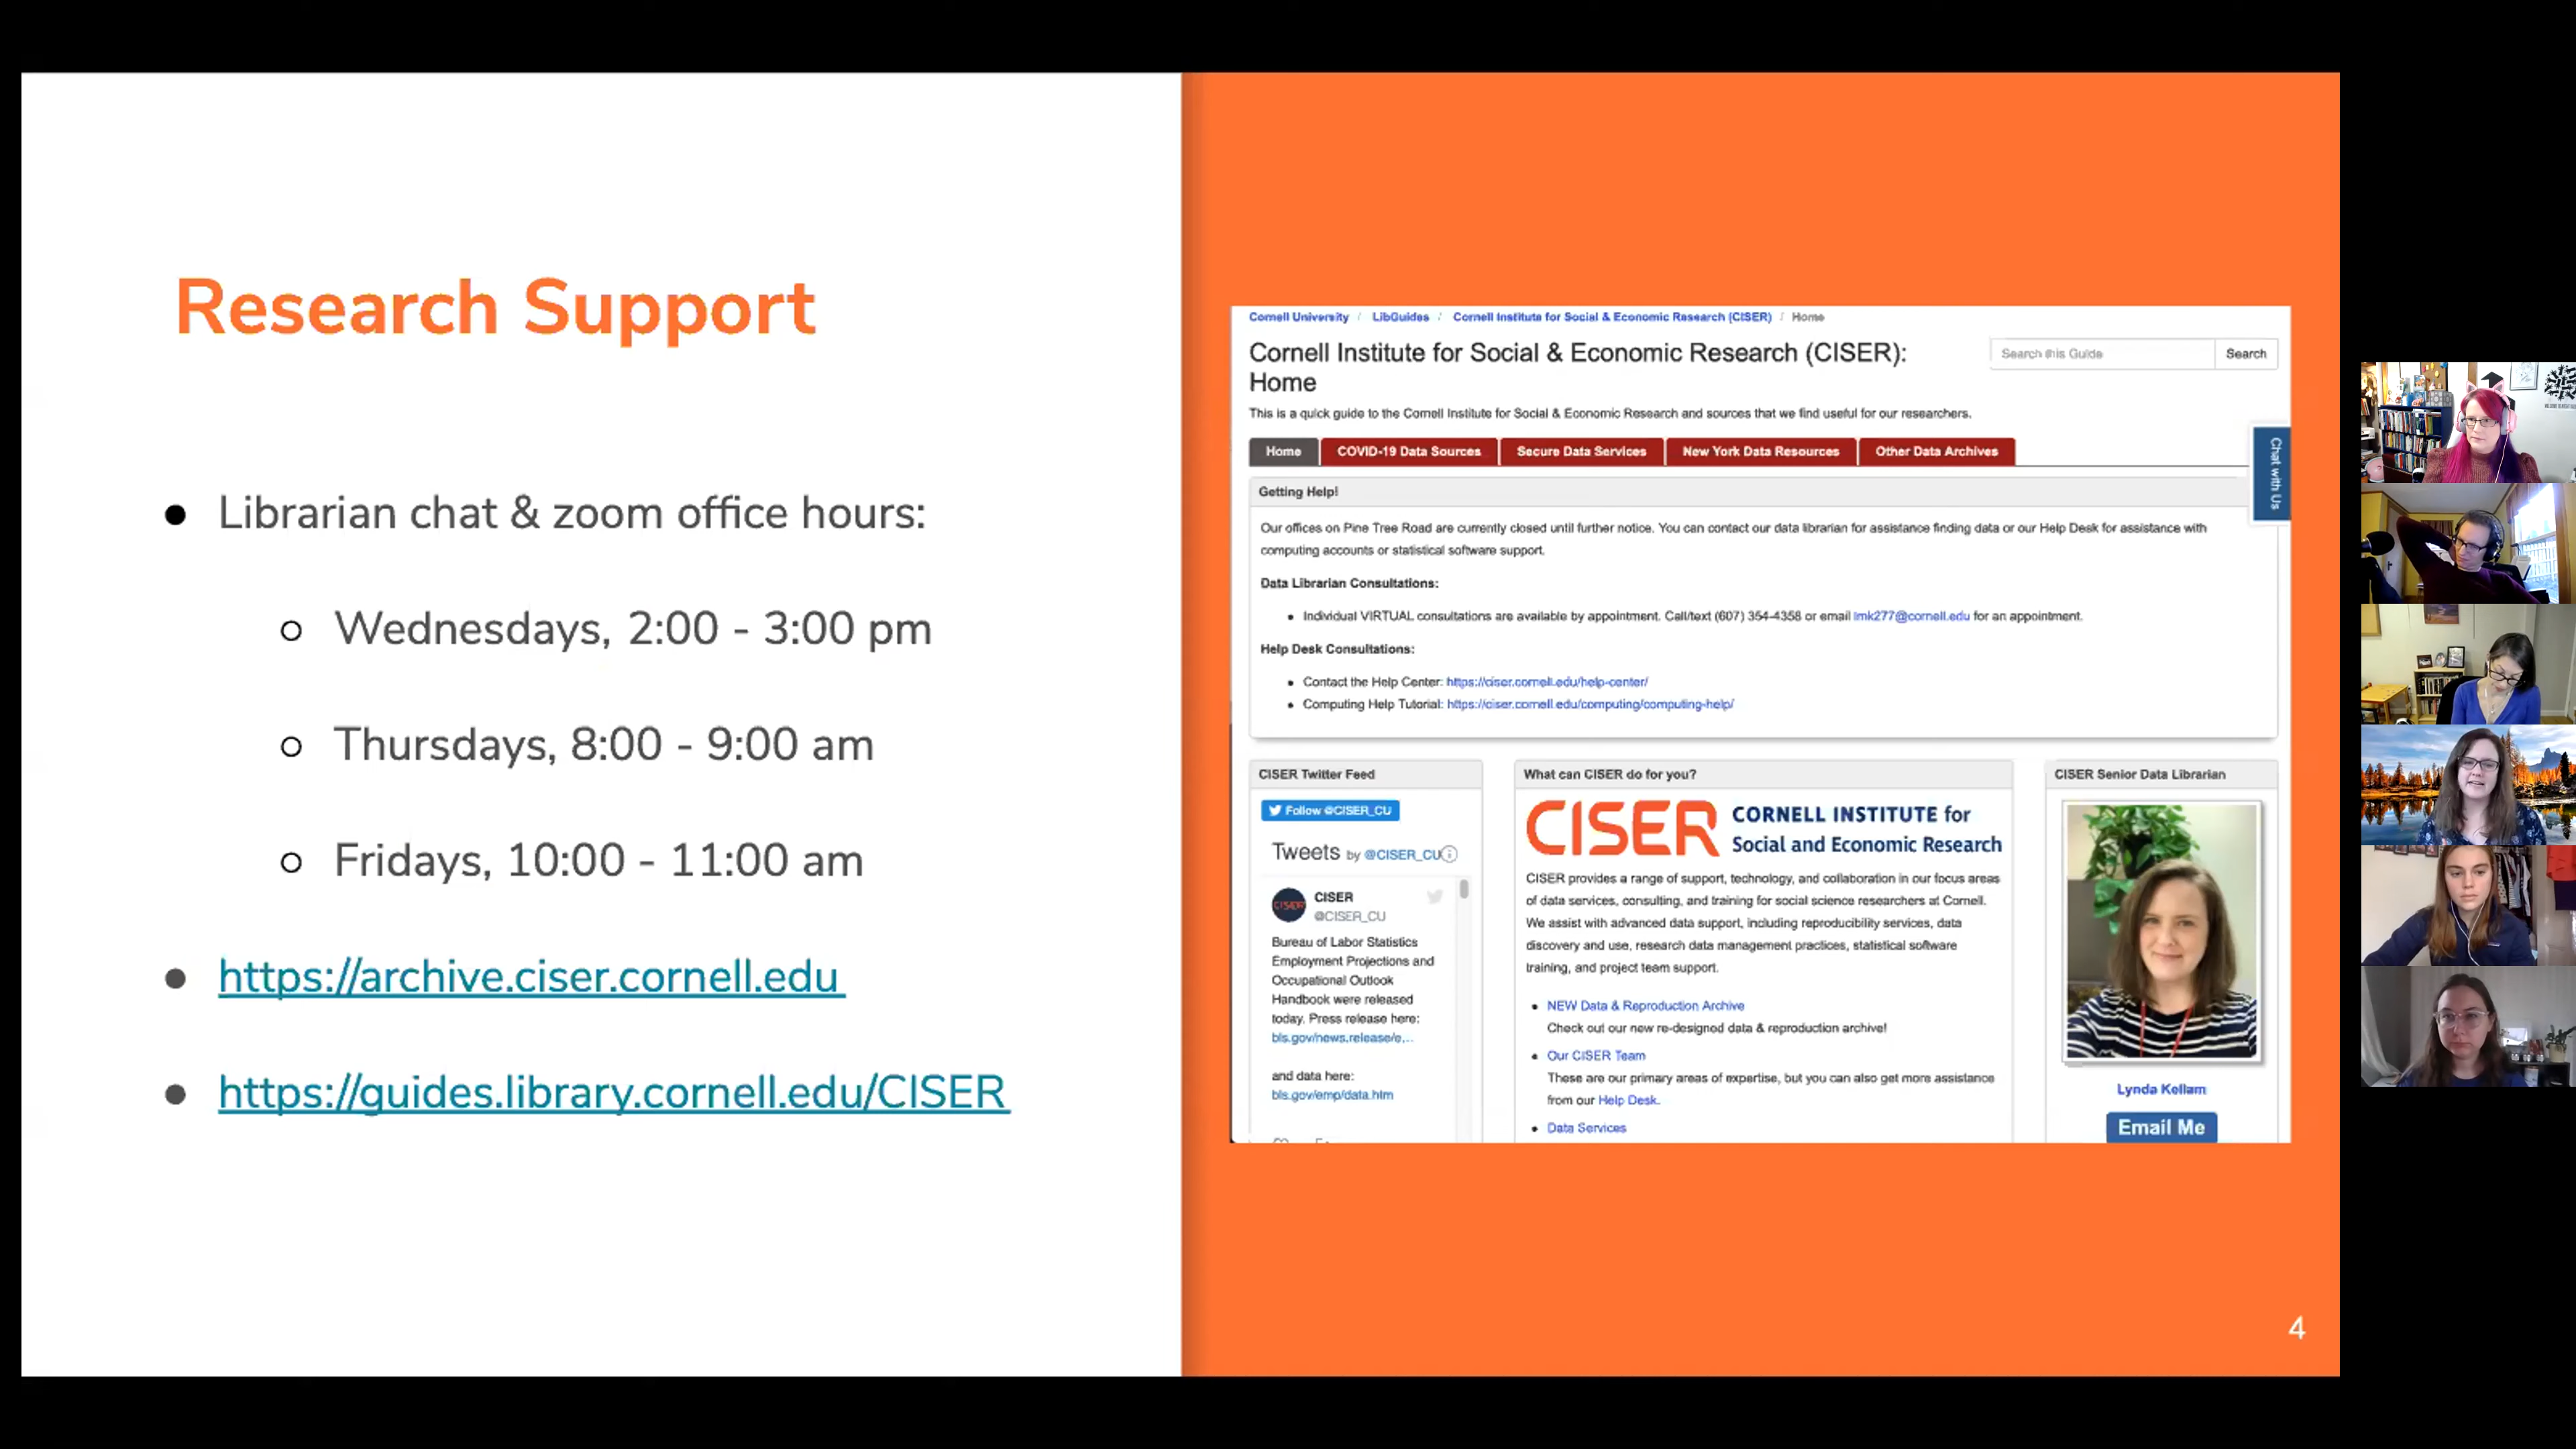 Research Support
Librarian chat & zoom office hours:
Wednesdays, 2:00 - 3:00 pm
Thursdays, 8:00 - 9:00 am
Fridays, 10:00 - 11:00 am
https://archive.ciser.cornell.edu
https://guides.library.cornell.edu/CISER
Cornell University / LibGuides / Cornell Institute for Social & Economic Research (CISER) / Home
Cornell Institute for Social & Economic Research (CISER):
Home
Search this Guide
Search
This is a quick guide to the Cornell Institute for Social & Economic Research and sources that we find useful for our researchers.
Home
COVID-19 Data Sources
Secure Data Services
New York Data Resources
Other Data Archives
Chat with Us
Getting Help!
Our offices on Pine Tree Road are currently closed until further notice. You can contact our data librarian for assistance finding data or our Help Desk for assistance with
computing accounts or statistical software support.
Data Librarian Consultations:
Individual VIRTUAL consultations are available by appointment. Call/text (607) 354-4358 or email lmk277@cornell.edu for an appointment.
Help Desk Consultations:
Contact the Help Center: https://ciser.cornell.edu/help-center/
Computing Help Tutorial: https://ciser.cornell.edu/computing/computing-help/
CISER Twitter Feed
Follow @CISER_CU
Tweets by @CISER_CU
CISER
CISER
@CISER_CU
Bureau of Labor Statistics
Employment Projections and
Occupational Outlook
Handbook were released
today. Press release here:
bls.gov/news.release/e...
and data here:
bls.gov/emp/data.htm
What can CISER do for you?
CISER
CORNELL INSTITUTE for
Social and Economic Research
CISER provides a range of support, technology, and collaboration in our focus areas
of data services, consulting, and training for social science researchers at Cornell.
We assist with advanced data support, including reproducibility services, data
discovery and use, research data management practices, statistical software
training, and project team support.
NEW Data & Reproduction Archive
Check out our new re-designed data & reproduction archive!
Our CISER Team
These are our primary areas of expertise, but you can also get more assistance
from our Help Desk.
Data Services
CISER Senior Data Librarian
Lynda Kellam
Email Me
4